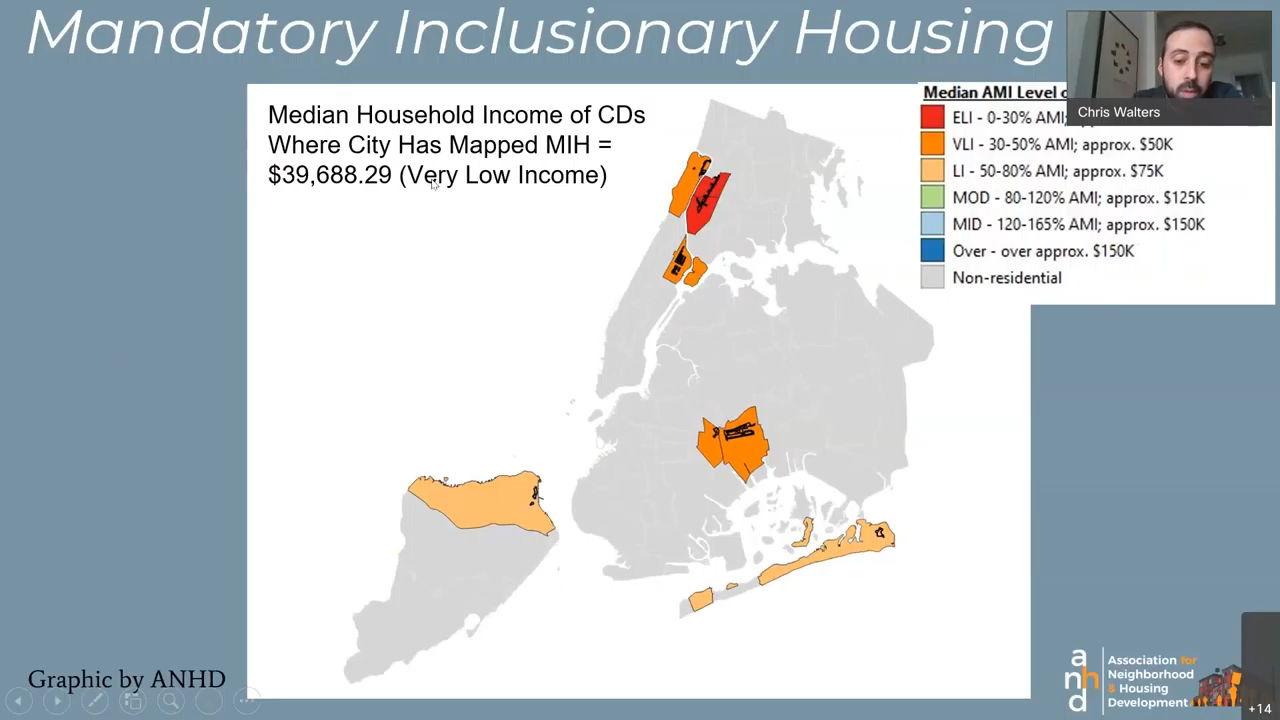 Mandatory Inclusionary Housing
Median Household Income of CDs
Where City Has Mapped MIH =
$39,688.29 (Very Low Income)
Median AMI Level
ELI - 0-30% AMI;
VLI - 30-50% AMI; approx. $50K
LI - 50-80% AMI; approx. $75K
MOD - 80-120% AMI; approx. $125K
MID - 120-165% AMI; approx. $150K
Over - over approx. $150K
Non-residential
Chris Walters
Graphic by ANHD
anhd
Association for
Neighborhood
& Housing
Development
+14